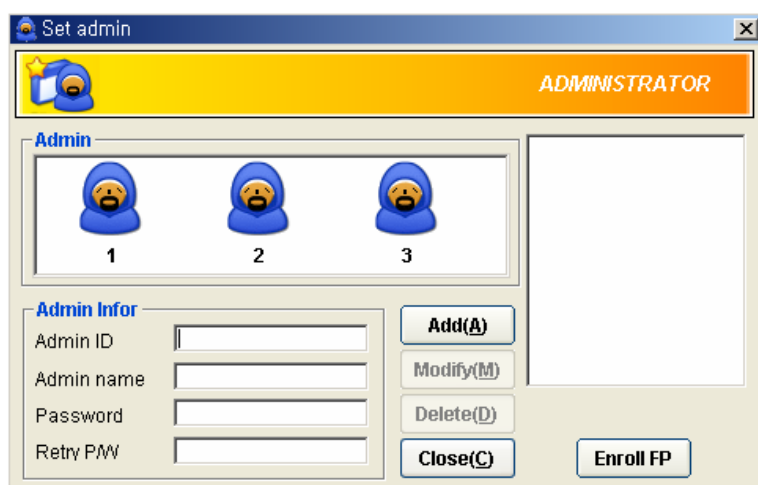 Set admin
ADMINISTRATOR
Admin
1 2 3
Admin Infor
Admin ID
Admin name
Password
Retry P/W
Add(A)
Modify(M)
Delete(D)
Close(C)
Enroll FP